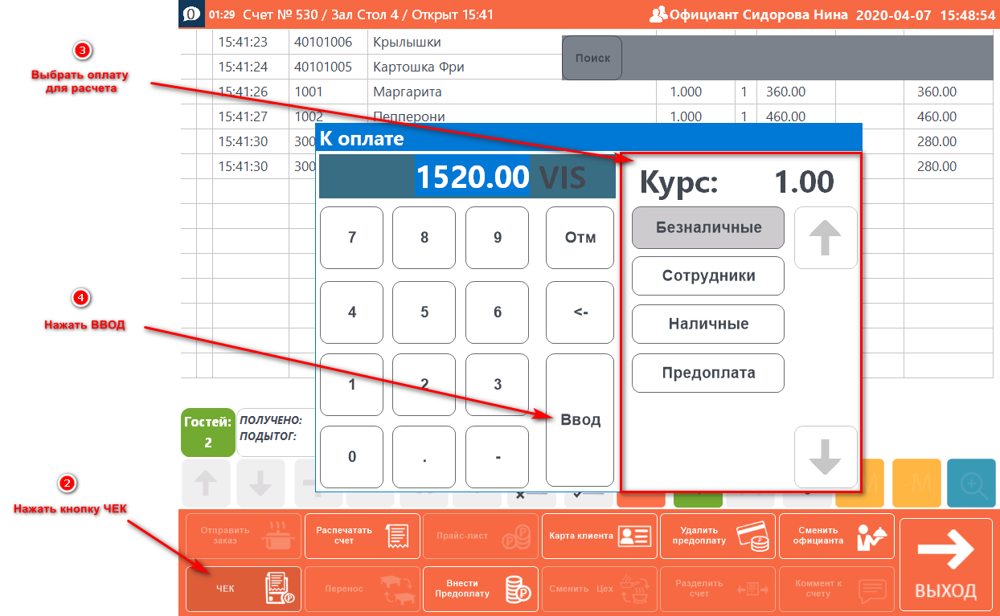 0 01:29 Счет № 530 / Зал Стол 4 / Открыт 15:41 Официант Сидорова Нина 2020-04-07 15:48:54
15:41:23 40101006 Крылышки
Поиск
15:41:24 40101005 Картошка Фри
15:41:26 1001 Маргарита 1.000 1 360.00 360.00
15:41:27 1002 Пепперони 1.000 1 460.00 460.00
15:41:30 300 280.00
15:41:30 300 280.00
3
Выбрать оплату
для расчета
К оплате
1520.00 VIS
Курс: 1.00
7 8 9 Отм
4 5 6 <-
1 2 3 Ввод
0 . -
Безналичные
Сотрудники
Наличные
Предоплата
4
Нажать ВВОД
Гостей:
2
ПОЛУЧЕНО:
ПОДЫТОГ:
-М
2
Нажать кнопку ЧЕК
Отправить
заказ
Распечатать
счет
Прайс-лист
Карта клиента
Удалить
предоплату
Сменить
официанта
ЧЕК
Перенос
Внести
Предоплату
Сменить Цех
Разделить
счет
Коммент к
счету
ВЫХОД